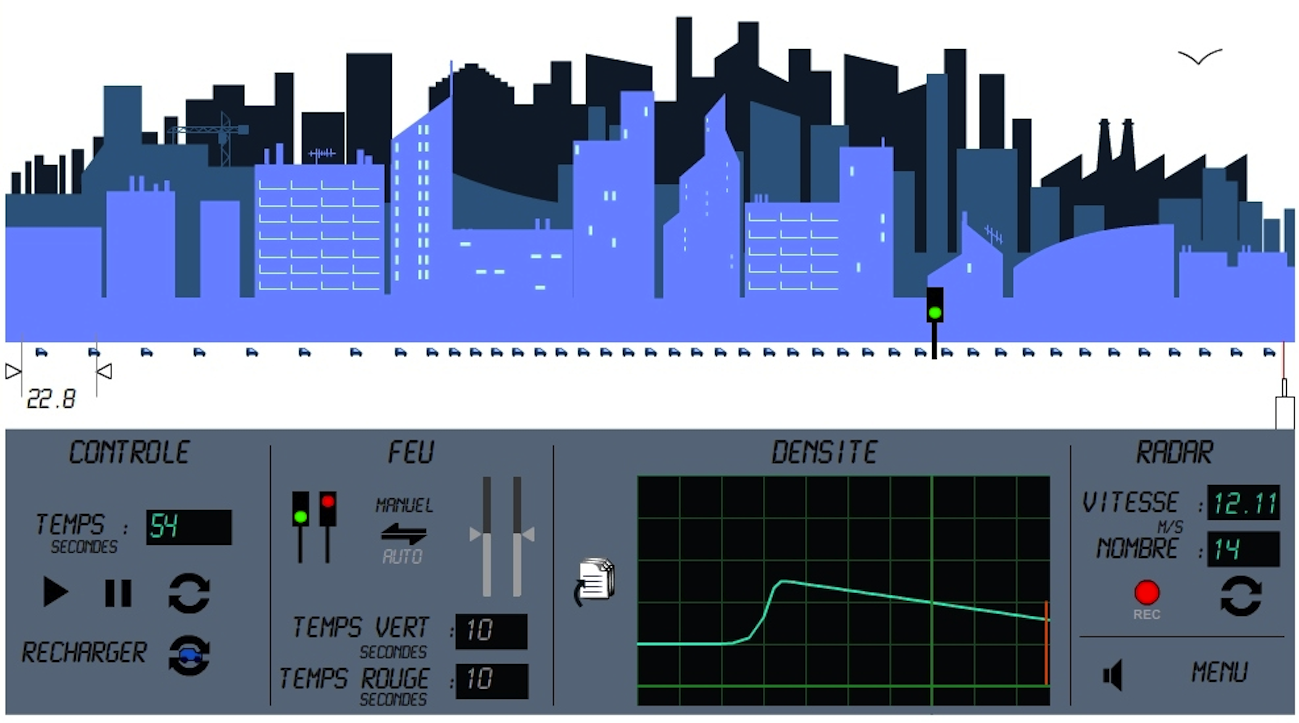 22.8
CONTROLE
TEMPS : 54
SECONDES
RECHARGER
FEU
MANUEL
AUTO
TEMPS VERT : 10
SECONDES
TEMPS ROUGE : 10
SECONDES
DENSITE
RADAR
VITESSE : 12.11
M/S
NOMBRE : 14
REC
MENU